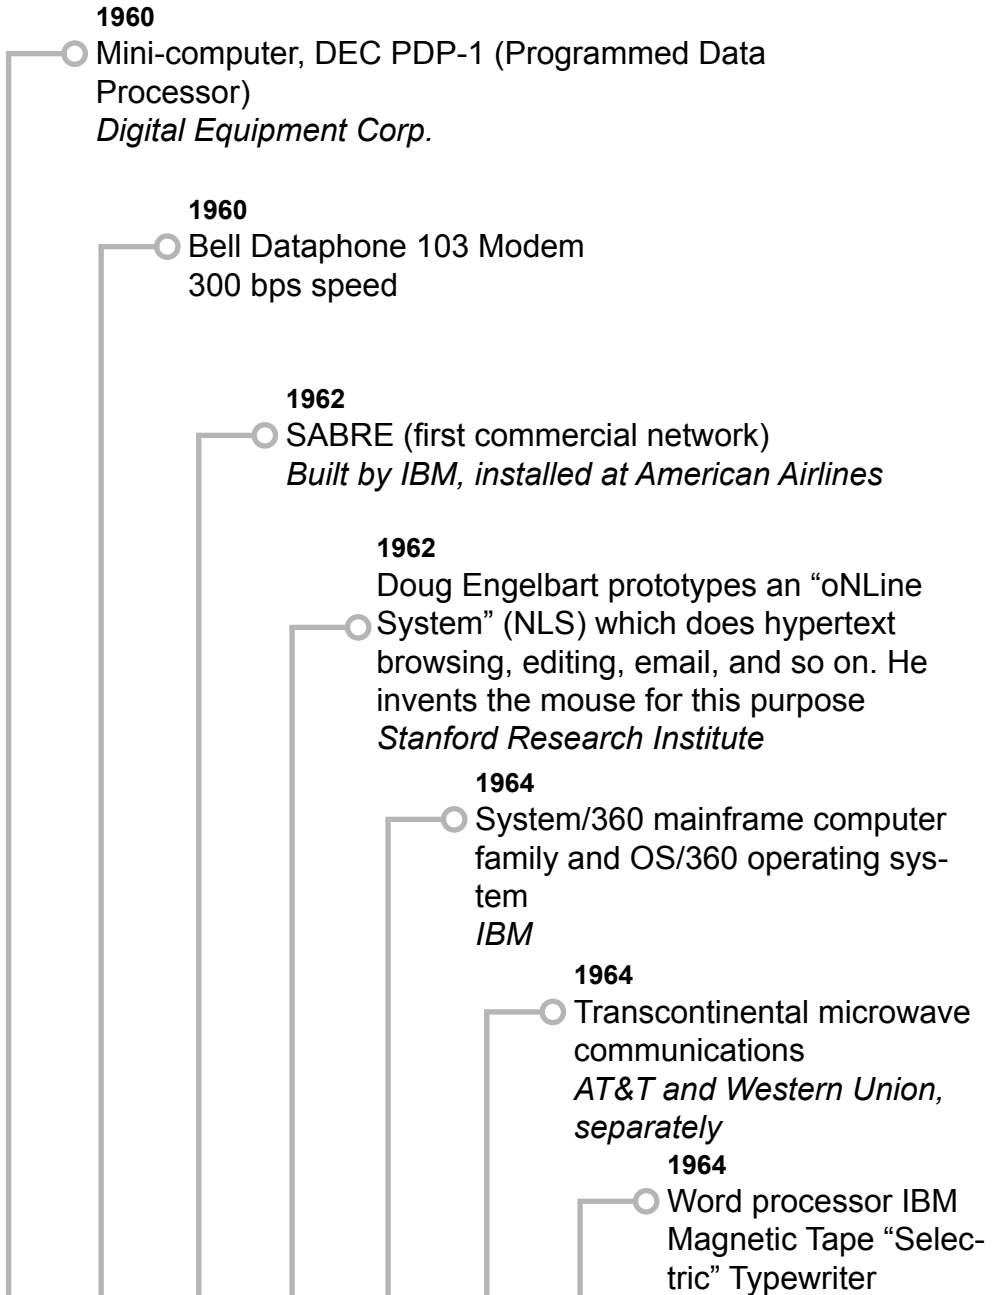 1960
Mini-computer, DEC PDP-1 (Programmed Data
Processor)
Digital Equipment Corp.
1960
Bell Dataphone 103 Modem
300 bps speed
1962
SABRE (first commercial network)
Built by IBM, installed at American Airlines
1962
Doug Engelbart prototypes an “oNLine
System” (NLS) which does hypertext
browsing, editing, email, and so on. He
invents the mouse for this purpose
Stanford Research Institute
1964
System/360 mainframe computer
family and OS/360 operating sys-
tem
IBM
1964
Transcontinental microwave
communications
AT&T and Western Union,
separately
1964
Word processor IBM
Magnetic Tape “Selec-
tric” Typewriter